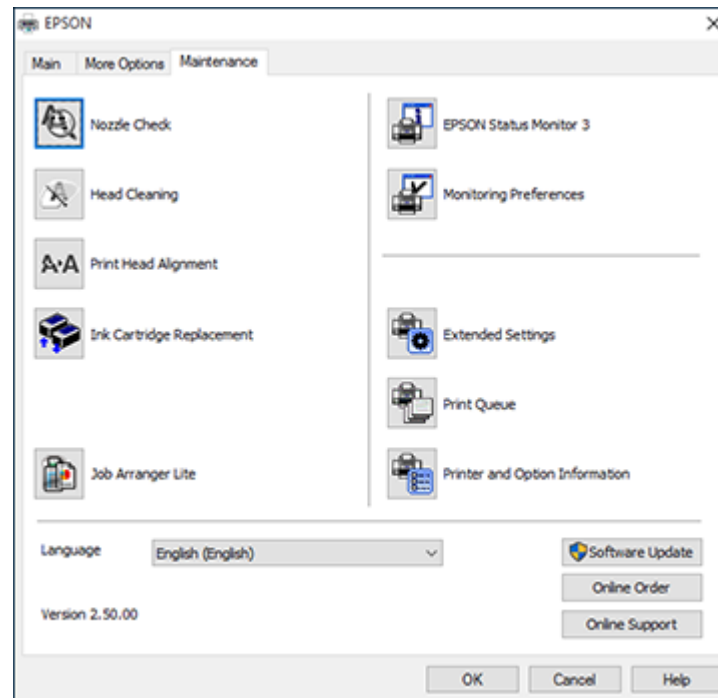 EPSON
Main More Options Maintenance
Nozzle Check
Head Cleaning
A·A Print Head Alignment
Ink Cartridge Replacement
Job Arranger Lite
EPSON Status Monitor 3
Monitoring Preferences
Extended Settings
Print Queue
Printer and Option Information
Language English (English)
Software Update
Online Order
Version 2.50.00
Online Support
OK Cancel Help